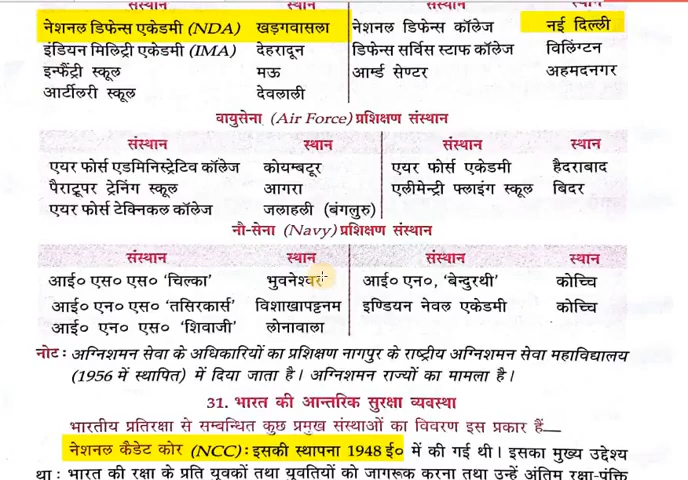 संस्थान स्थान संस्थान स्थान
नेशनल डिफेन्स एकेडमी (NDA) खड़गवासला नेशनल डिफेन्स कॉलेज नई दिल्ली
इंडियन मिलिट्री एकेडमी (IMA) देहरादून डिफेन्स सर्विस स्टाफ कॉलेज विलिंग्टन
इन्फैंट्री स्कूल मऊ आर्म्ड सेण्टर अहमदनगर
आर्टीलरी स्कूल देवलाली
वायुसेना (Air Force) प्रशिक्षण संस्थान
संस्थान स्थान संस्थान स्थान
एयर फोर्स एडमिनिस्ट्रेटिव कॉलेज कोयम्बटूर एयर फोर्स एकेडमी हैदराबाद
पैराट्रूपर ट्रेनिंग स्कूल आगरा एलीमेन्ट्री फ्लाइंग स्कूल बिदर
एयर फोर्स टेक्निकल कॉलेज जलाहली (बंगलुरु)
नौ-सेना (Navy) प्रशिक्षण संस्थान
संस्थान स्थान संस्थान स्थान
आई० एस० एस० ‘चिल्का’ भुवनेश्वर आई० एन०, ‘बेन्दुरथी’ कोच्चि
आई० एन० एस० ‘तसिरकार्स’ विशाखापट्टनम इण्डियन नेवल एकेडमी कोच्चि
आई० एन० एस० ‘शिवाजी’ लोनावाला
नोट : अग्निशमन सेवा के अधिकारियों का प्रशिक्षण नागपुर के राष्ट्रीय अग्निशमन सेवा महाविद्यालय
(1956 में स्थापित) में दिया जाता है। अग्निशमन राज्यों का मामला है।
31. भारत की आन्तरिक सुरक्षा व्यवस्था
भारतीय प्रतिरक्षा से सम्बन्धित कुछ प्रमुख संस्थाओं का विवरण इस प्रकार हैं—
नेशनल कैडेट कोर (NCC) : इसकी स्थापना 1948 ई० में की गई थी। इसका मुख्य उद्देश्य
था : भारत की रक्षा के प्रति युवकों तथा युवतियों को जागरूक करना तथा उन्हें अंतिम रक्षा-पंक्ति